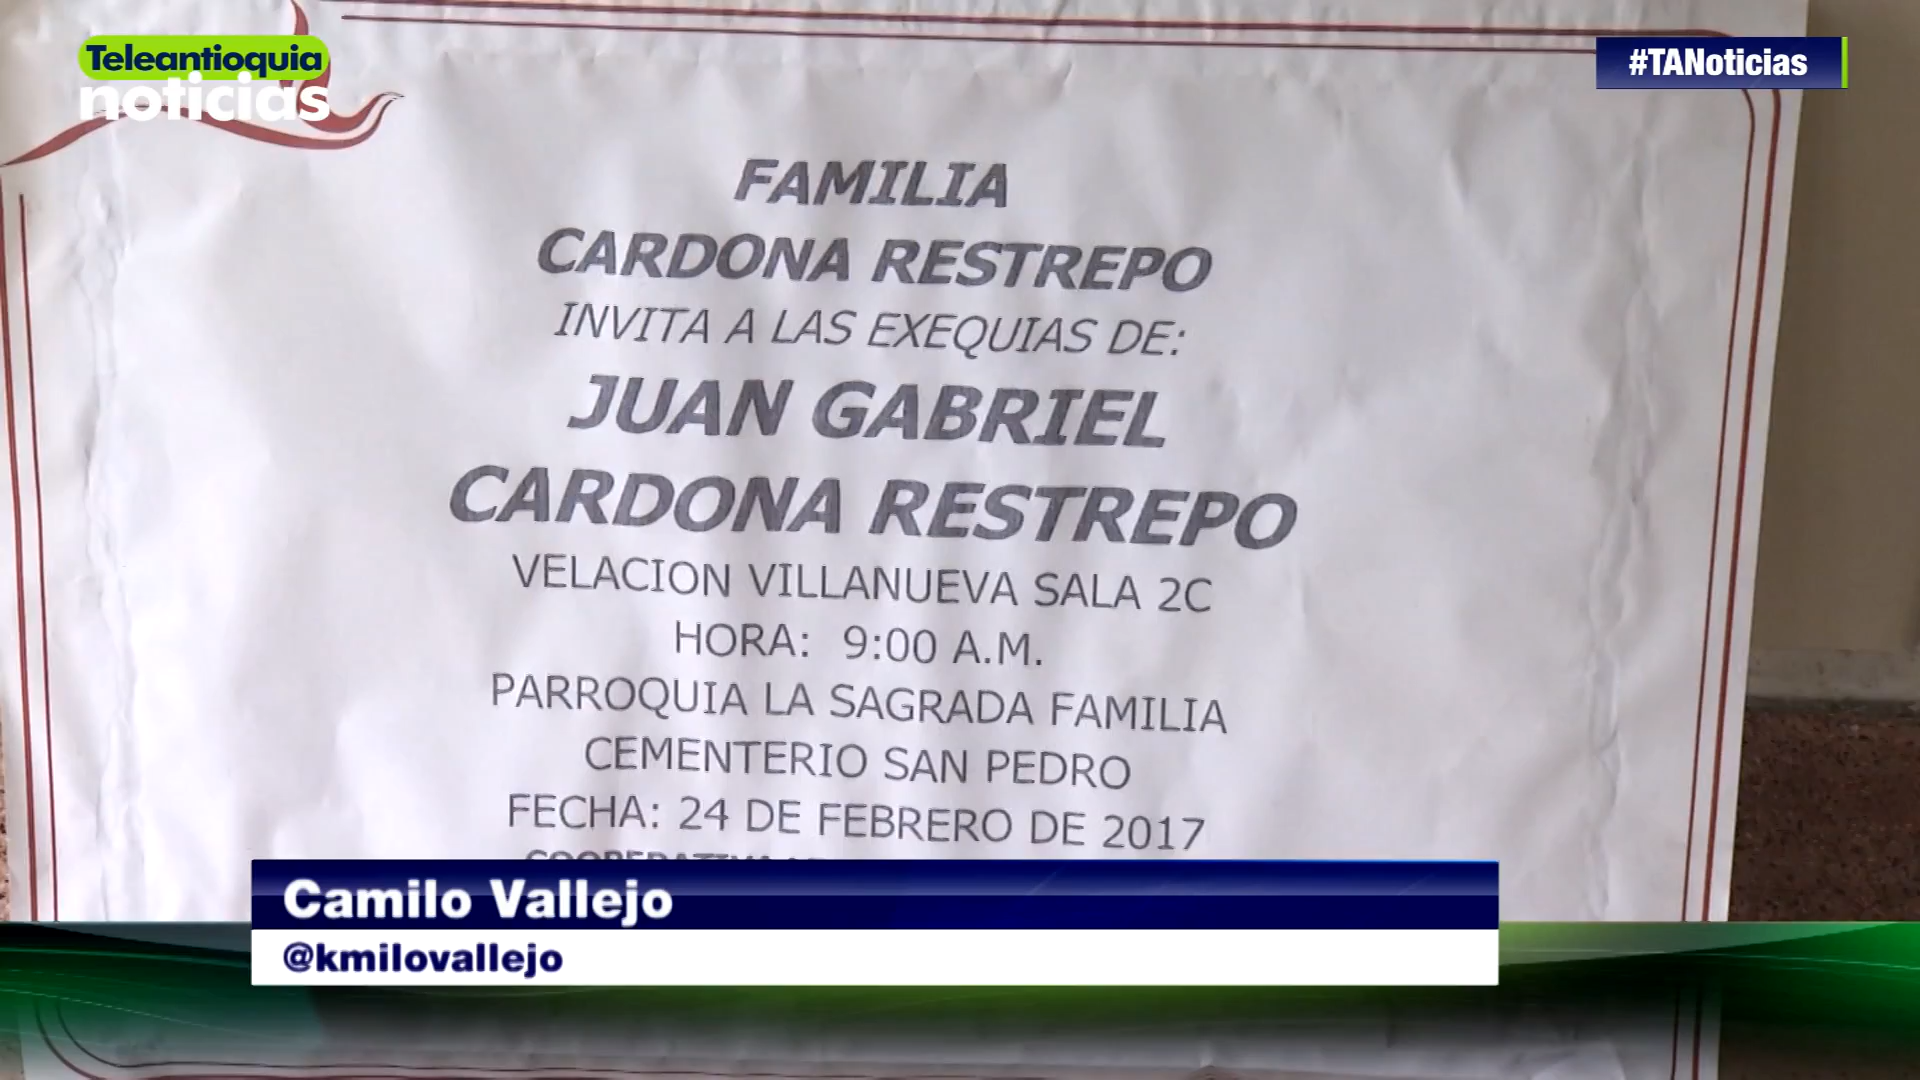 Teleantioquia
noticias
#TANoticias
FAMILIA
CARDONA RESTREPO
INVITA A LAS EXEQUIAS DE:
JUAN GABRIEL
CARDONA RESTREPO
VELACION VILLANUEVA SALA 2C
HORA: 9:00 A.M.
PARROQUIA LA SAGRADA FAMILIA
CEMENTERIO SAN PEDRO
FECHA: 24 DE FEBRERO DE 2017
Camilo Vallejo
@kmilovallejo